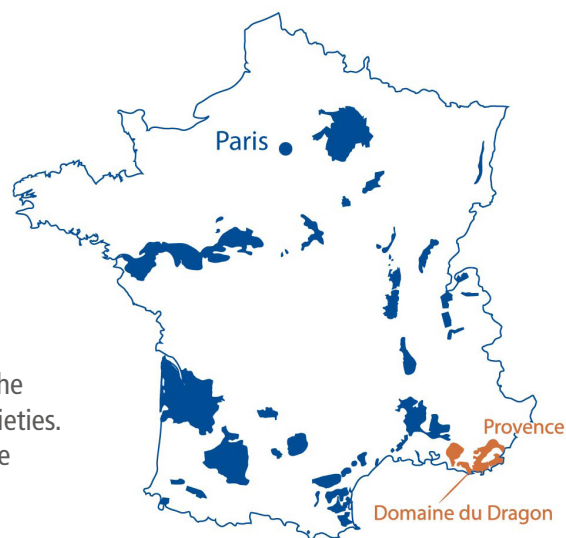 Paris
he
ieties.
e
Provence
Domaine du Dragon